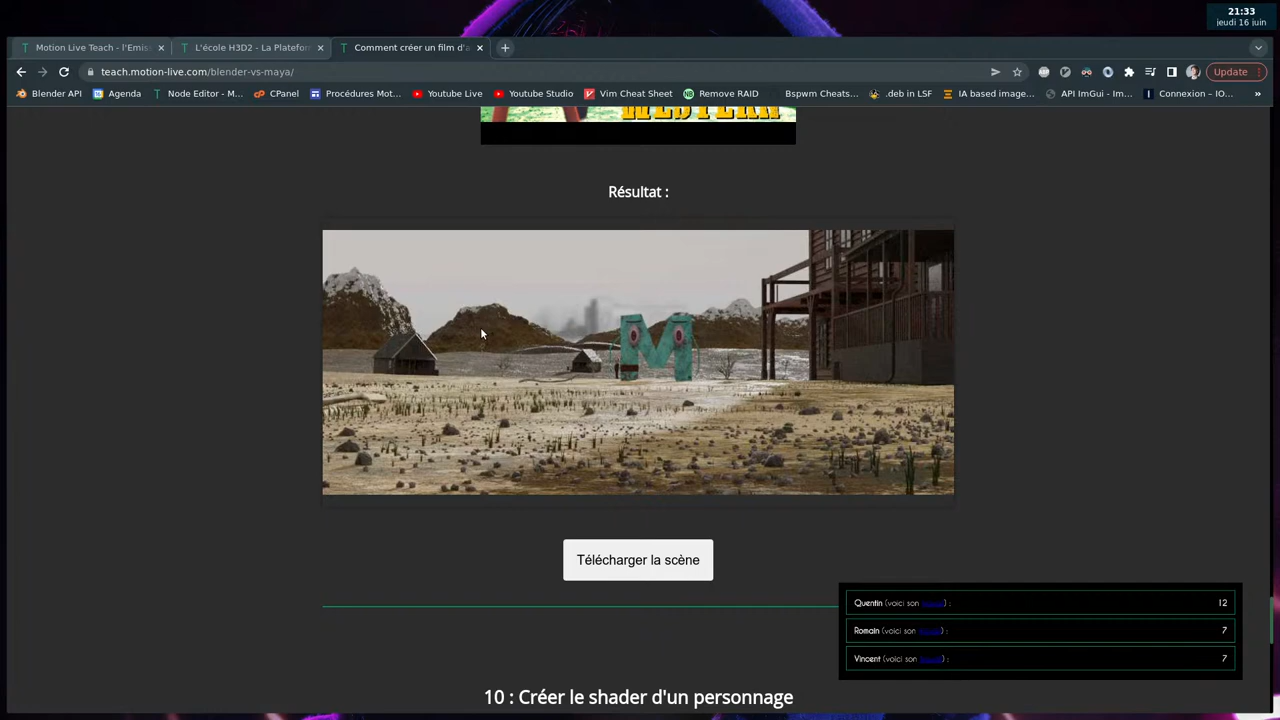 21:33
jeudi 16 juin
Motion Live Teach - l'Emis
L'école H3D2 - La Platefor
Comment créer un film d'a
teach.motion-live.com/blender-vs-maya/
Update
Blender API
Agenda
Node Editor - M...
CPanel
Procédures Mot...
Youtube Live
Youtube Studio
Vim Cheat Sheet
Remove RAID
Bspwm Cheats...
.deb in LSF
IA based image...
API ImGui - Im...
Connexion – IO...
»
WESTERN
Résultat :
M
Télécharger la scène
Quentin (voici son) : 12
Romain (voici son) : 7
Vincent (voici son) : 7
10 : Créer le shader d'un personnage